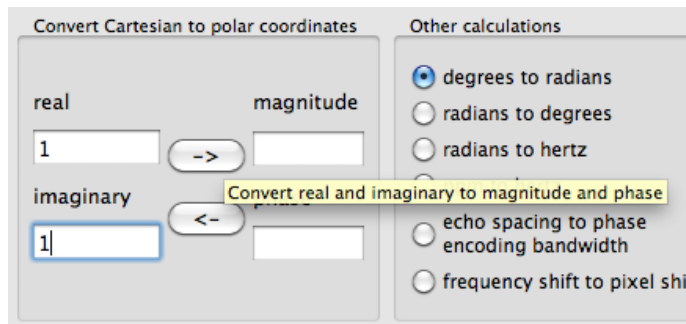 Convert Cartesian to polar coordinates
real
magnitude
1
->
Convert real and imaginary to magnitude and phase
imaginary
phase
<-
1
Other calculations
degrees to radians
radians to degrees
radians to hertz
echo spacing to phase
encoding bandwidth
frequency shift to pixel shi